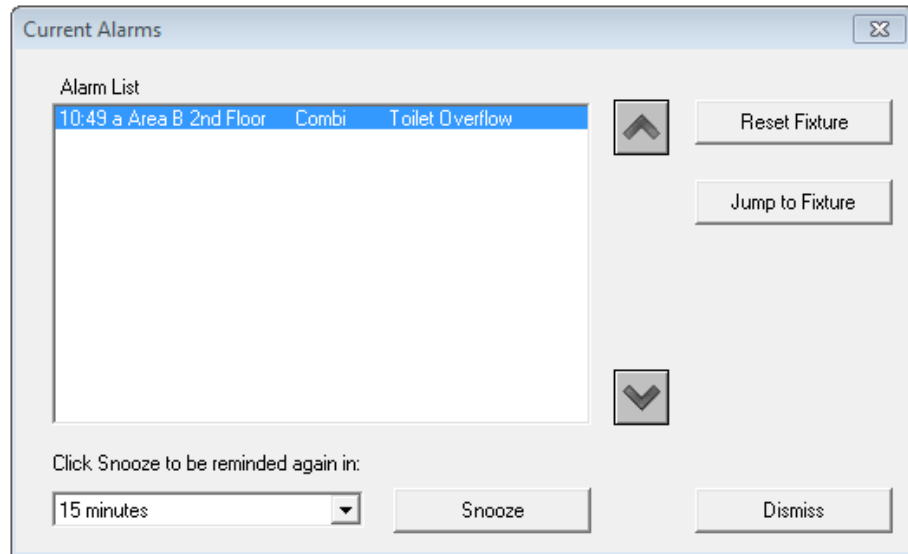 Current Alarms
Alarm List
10:49 a Area B 2nd Floor Combi Toilet Overflow
Reset Fixture
Jump to Fixture
Click Snooze to be reminded again in:
15 minutes
Snooze
Dismiss